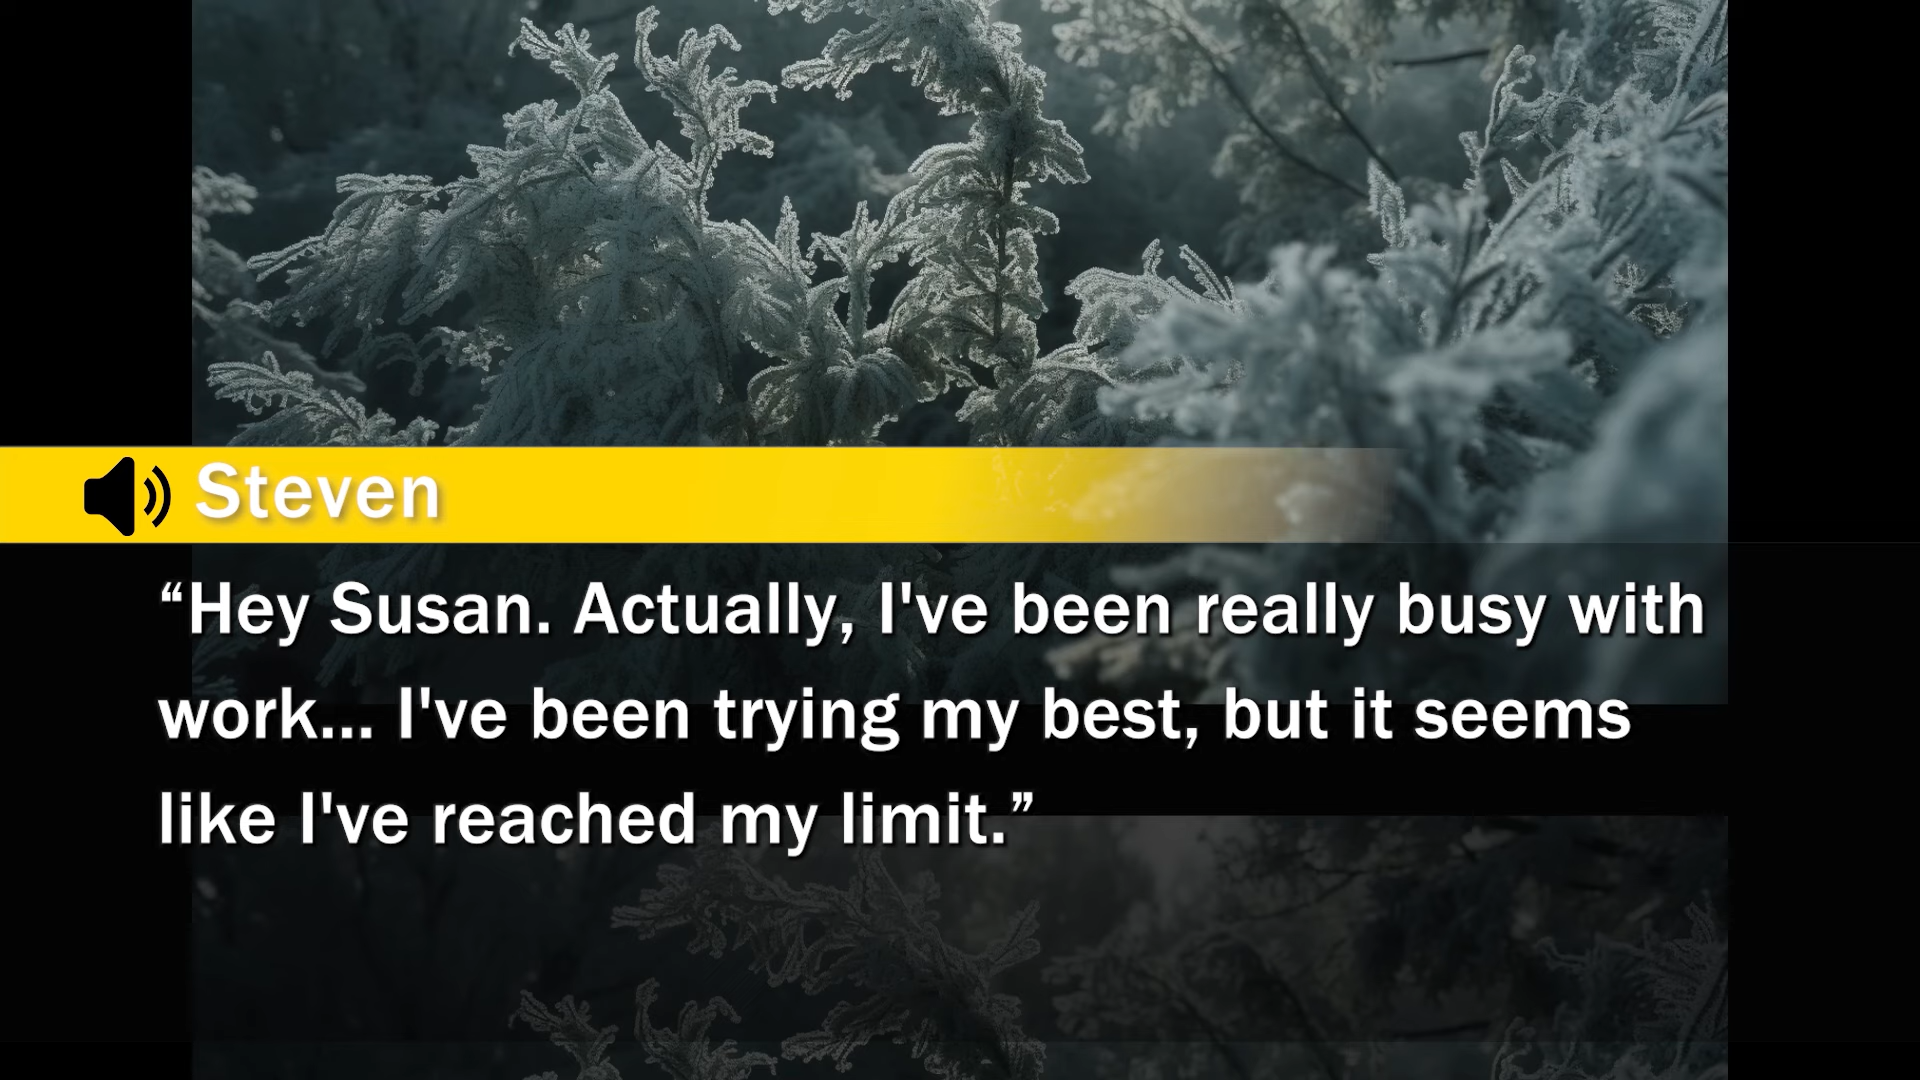 Steven
“Hey Susan. Actually, I've been really busy with
work... I've been trying my best, but it seems
like I've reached my limit.”